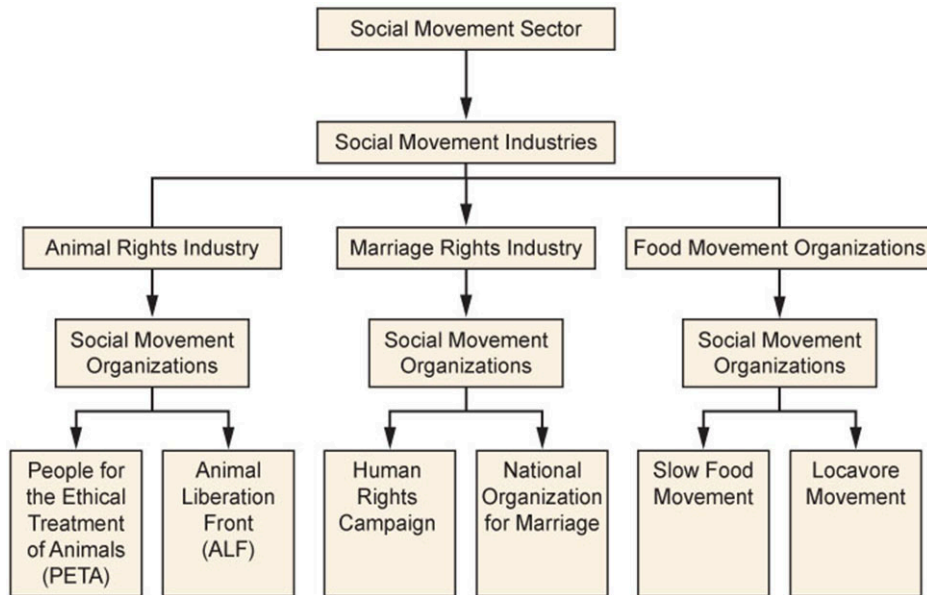 Social Movement Sector
Social Movement Industries
Animal Rights Industry
Marriage Rights Industry
Food Movement Organizations
Social Movement
Organizations
Social Movement
Organizations
Social Movement
Organizations
People for
the Ethical
Treatment
of Animals
(PETA)
Animal
Liberation
Front
(ALF)
Human
Rights
Campaign
National
Organization
for Marriage
Slow Food
Movement
Locavore
Movement